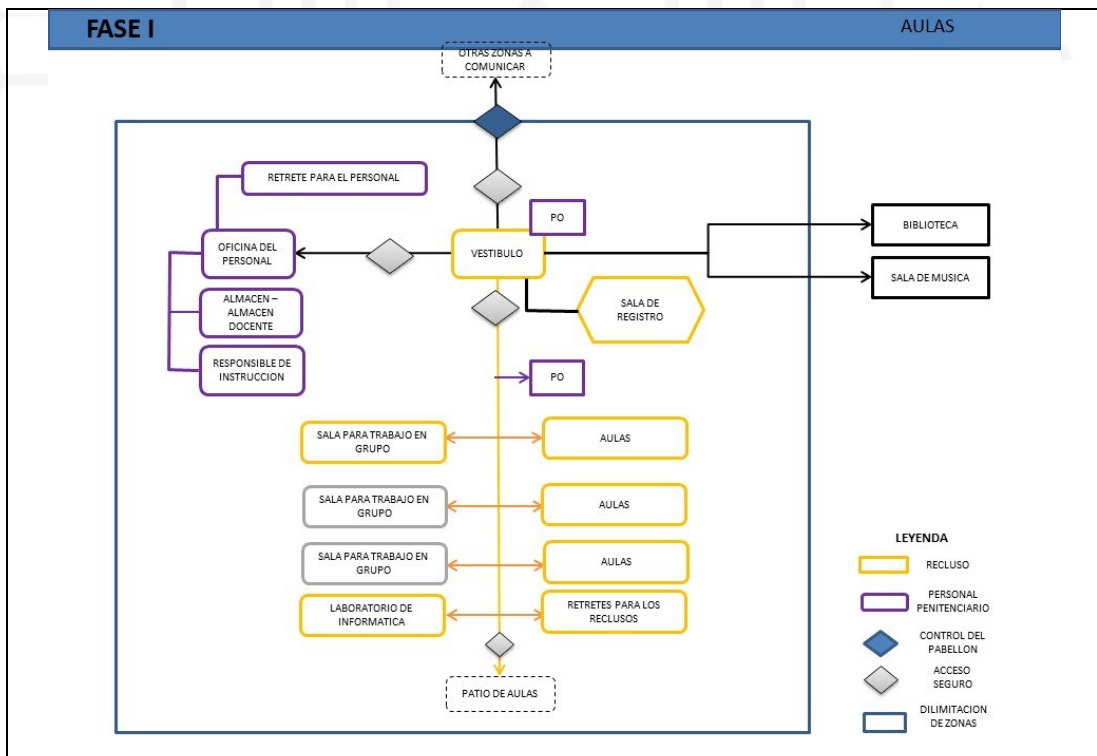 FASE I
AULAS
OTRAS ZONAS A
COMUNICAR
RETRETE PARA EL PERSONAL
PO
OFICINA DEL
PERSONAL
VESTIBULO
BIBLIOTECA
SALA DE MUSICA
ALMACEN –
ALMACEN
DOCENTE
SALA DE
REGISTRO
RESPONSIBLE DE
INSTRUCCION
PO
SALA PARA TRABAJO EN
GRUPO
AULAS
SALA PARA TRABAJO EN
GRUPO
AULAS
SALA PARA TRABAJO EN
GRUPO
AULAS
LABORATORIO DE
INFORMATICA
RETRETES PARA LOS
RECLUSOS
PATIO DE AULAS
LEYENDA
RECLUSO
PERSONAL
PENITENCIARIO
CONTROL DEL
PABELLON
ACCESO
SEGURO
DILIMITACION
DE ZONAS